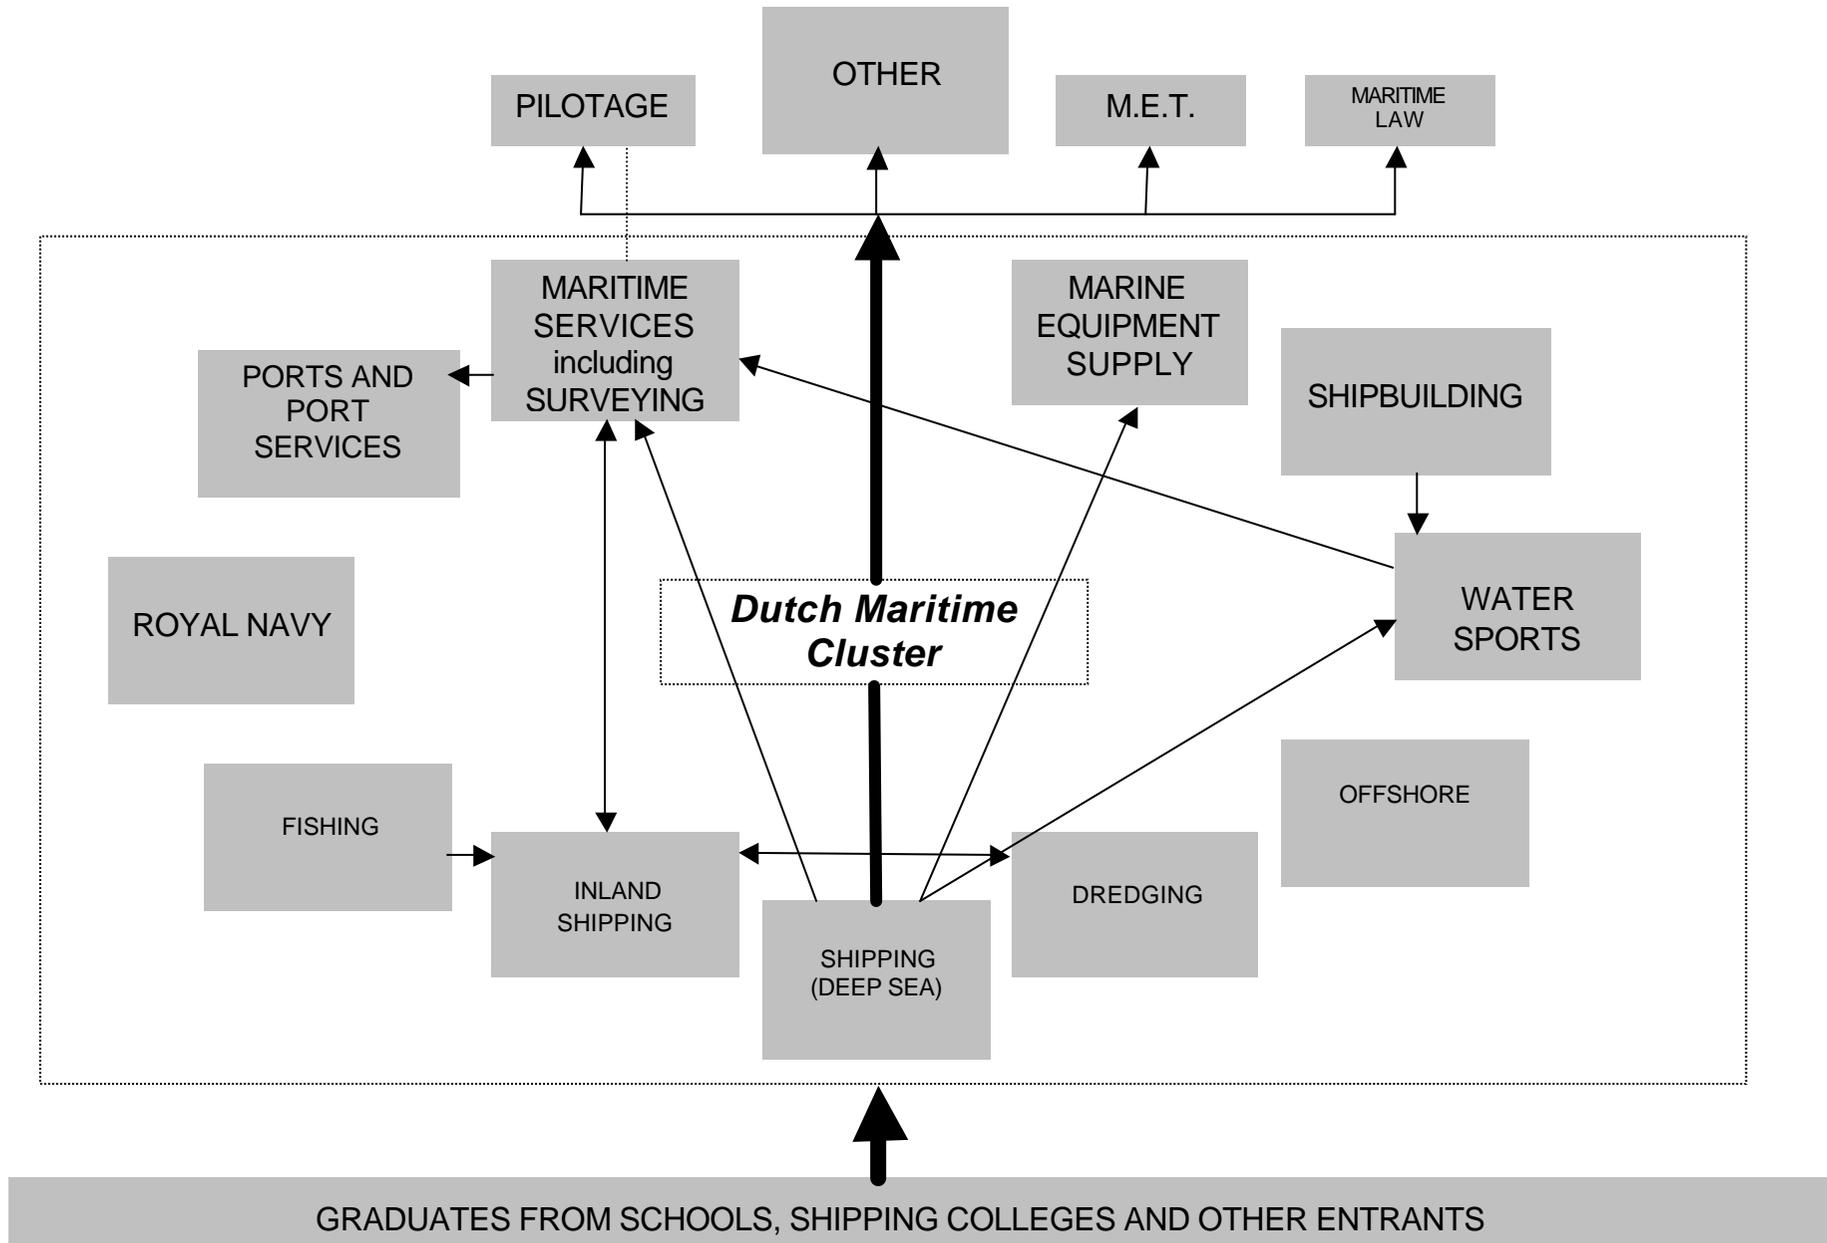 OTHER
PILOTAGE
M.E.T.
MARITIME
LAW
MARITIME
SERVICES
including
SURVEYING
MARINE
EQUIPMENT
SUPPLY
PORTS AND
PORT
SERVICES
SHIPBUILDING
ROYAL NAVY
Dutch Maritime
Cluster
WATER
SPORTS
FISHING
OFFSHORE
INLAND
SHIPPING
DREDGING
SHIPPING
(DEEP SEA)
GRADUATES FROM SCHOOLS, SHIPPING COLLEGES AND OTHER ENTRANTS